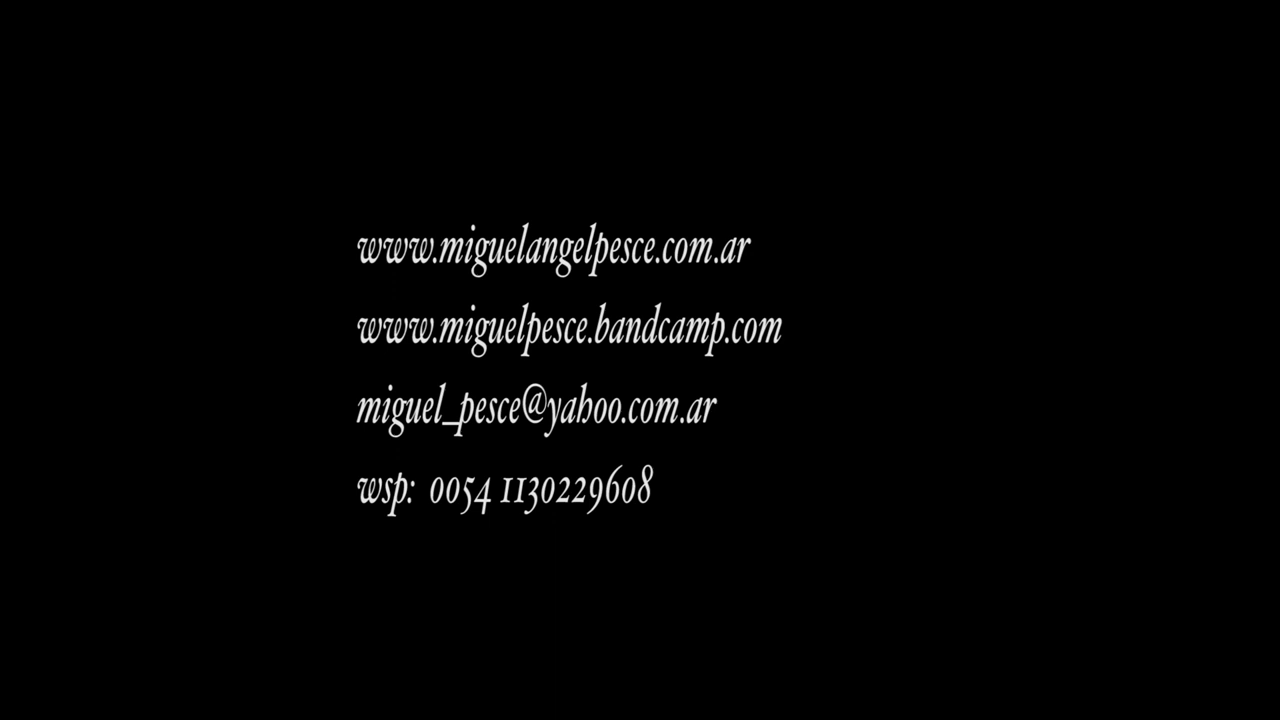 www.miguelangelpesce.com.ar
www.miguelpesce.bandcamp.com
miguel_pesce@yahoo.com.ar
wsp: 0054 1130229608